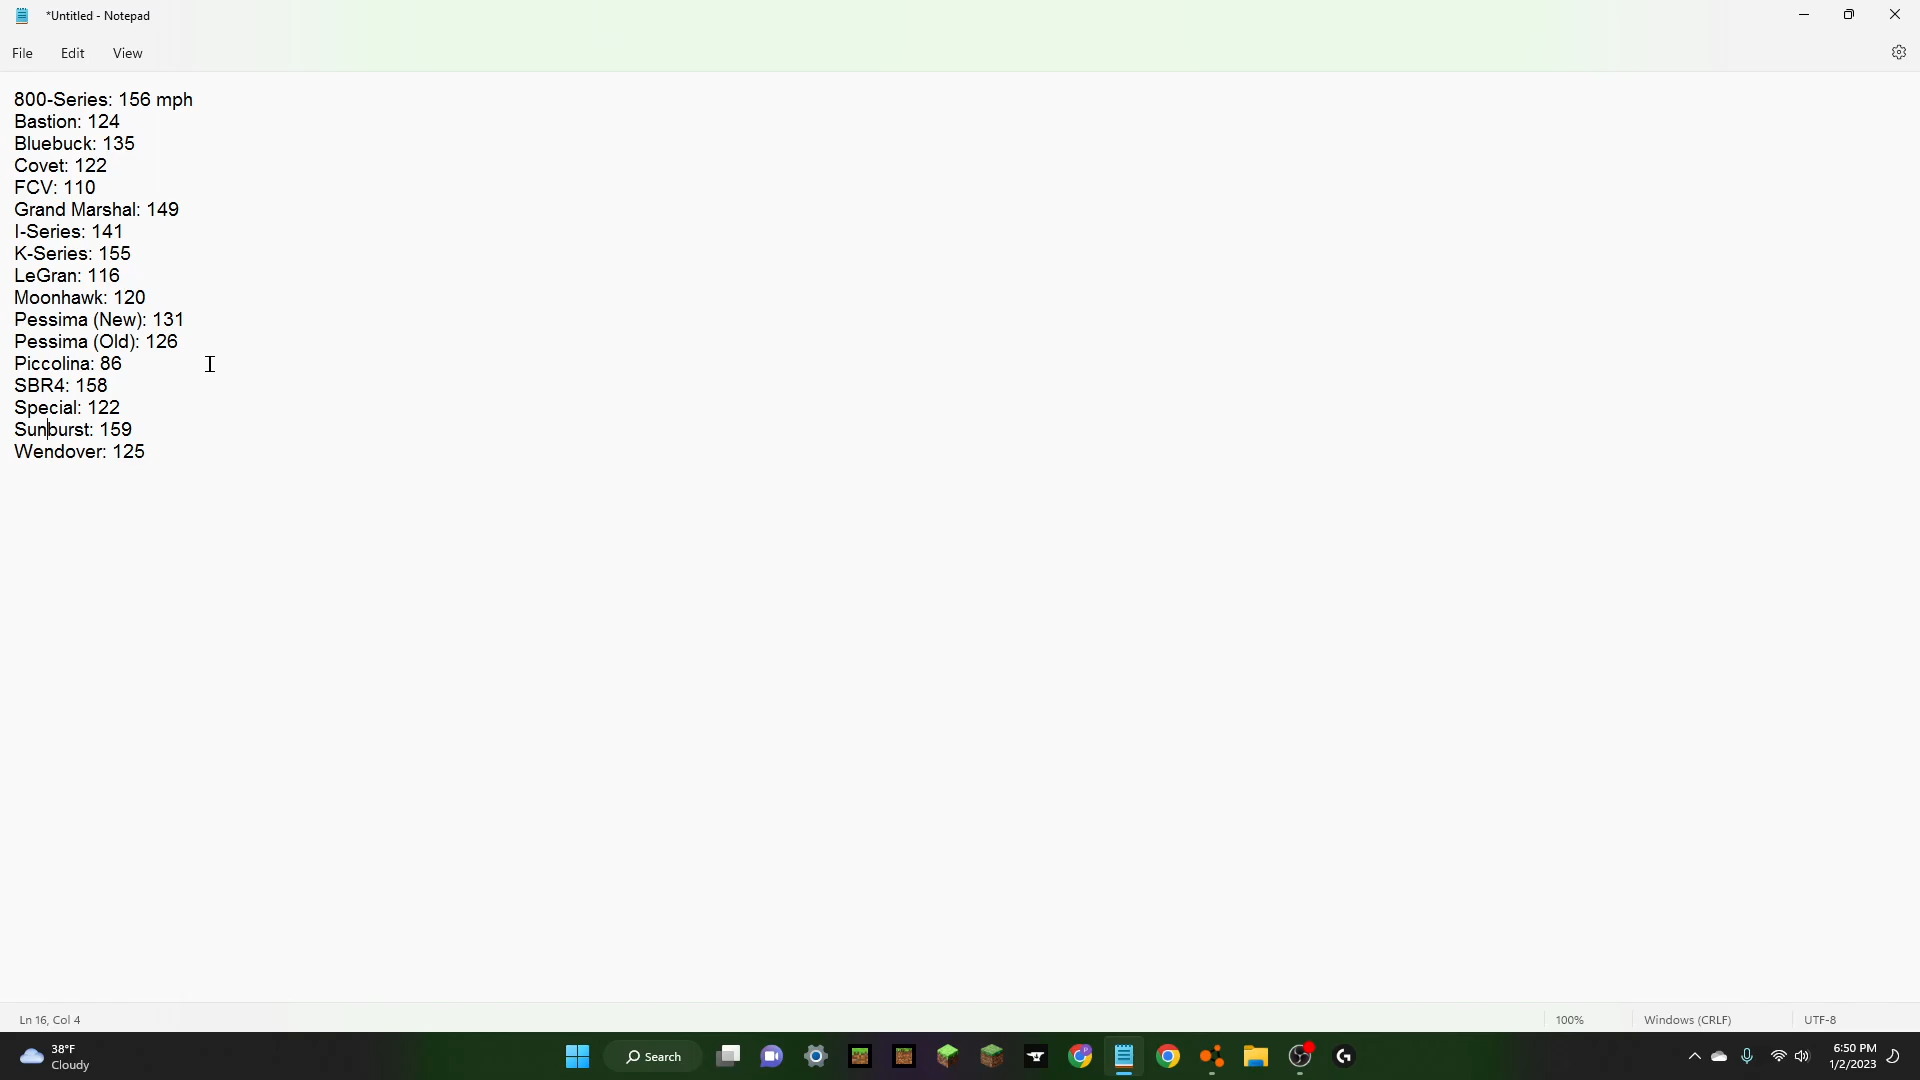 *Untitled - Notepad
File Edit View
800-Series: 156 mph
Bastion: 124
Bluebuck: 135
Covet: 122
FCV: 110
Grand Marshal: 149
I-Series: 141
K-Series: 155
LeGran: 116
Moonhawk: 120
Pessima (New): 131
Pessima (Old): 126
Piccolina: 86
SBR4: 158
Special: 122
Sunburst: 159
Wendover: 125
Ln 16, Col 4 100% Windows (CRLF) UTF-8
38°F
Cloudy
Search
6:50 PM
1/2/2023